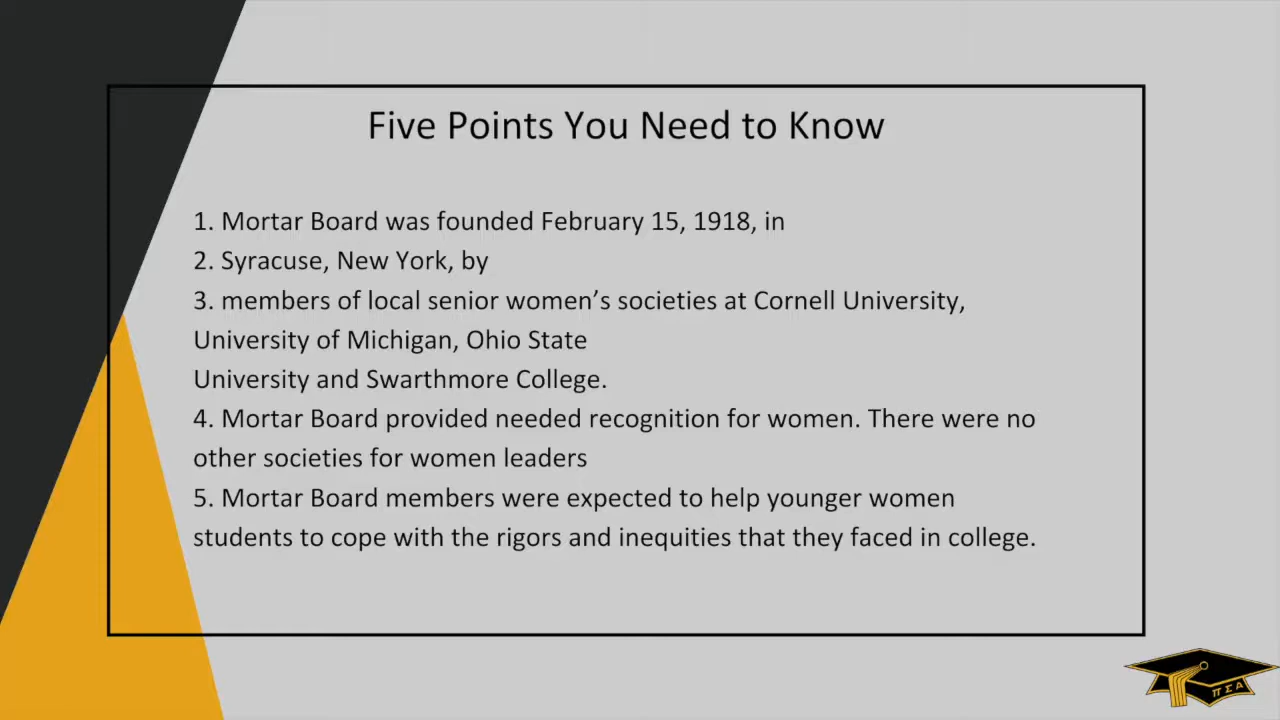 Five Points You Need to Know
1. Mortar Board was founded February 15, 1918, in
2. Syracuse, New York, by
3. members of local senior women’s societies at Cornell University,
University of Michigan, Ohio State
University and Swarthmore College.
4. Mortar Board provided needed recognition for women. There were no
other societies for women leaders
5. Mortar Board members were expected to help younger women
students to cope with the rigors and inequities that they faced in college.
ΠΣΑ